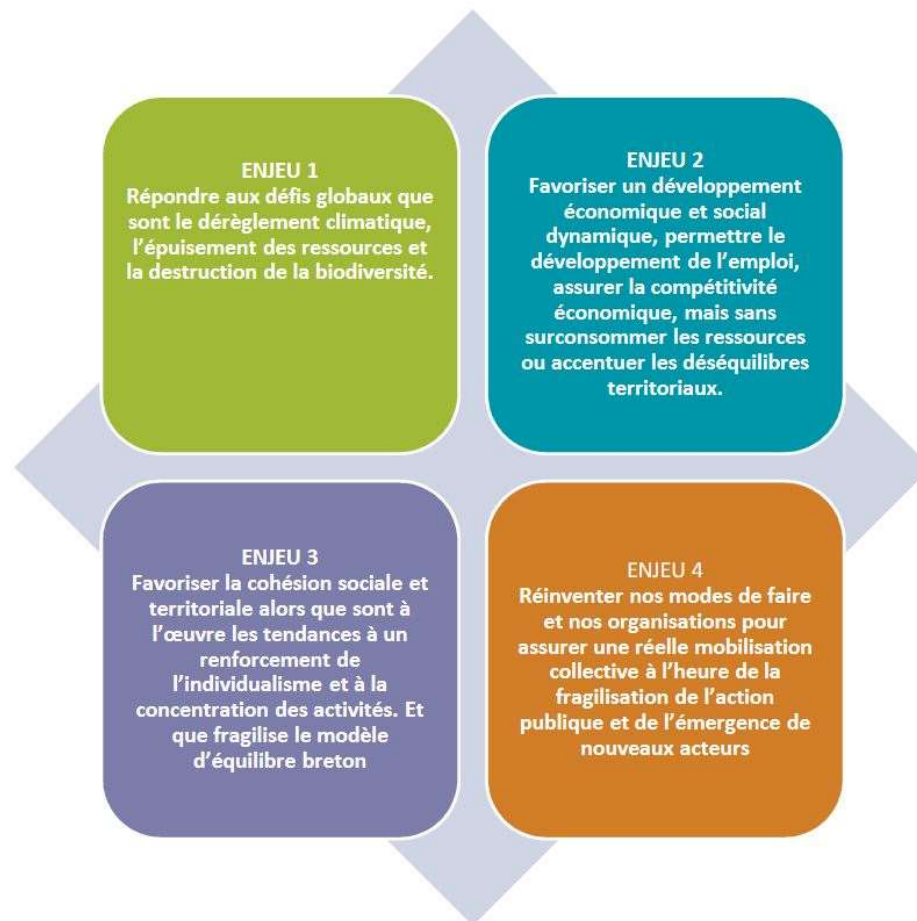 ENJEU 1
Répondre aux défis globaux que
sont le dérèglement climatique,
l'épuisement des ressources et
la destruction de la biodiversité.
ENJEU 2
Favoriser un développement
économique et social
dynamique, permettre le
développement de l'emploi,
assurer la compétitivité
économique, mais sans
surconsommer les ressources
ou accentuer les déséquilibres
territoriaux.
ENJEU 3
Favoriser la cohésion sociale et
territoriale alors que sont à
l'œuvre les tendances à un
renforcement de
l'individualisme et à la
concentration des activités. Et
que fragilise le modèle
d'équilibre breton
ENJEU 4
Réinventer nos modes de faire
et nos organisations pour
assurer une réelle mobilisation
collective à l'heure de la
fragilisation de l'action
publique et de l'émergence de
nouveaux acteurs